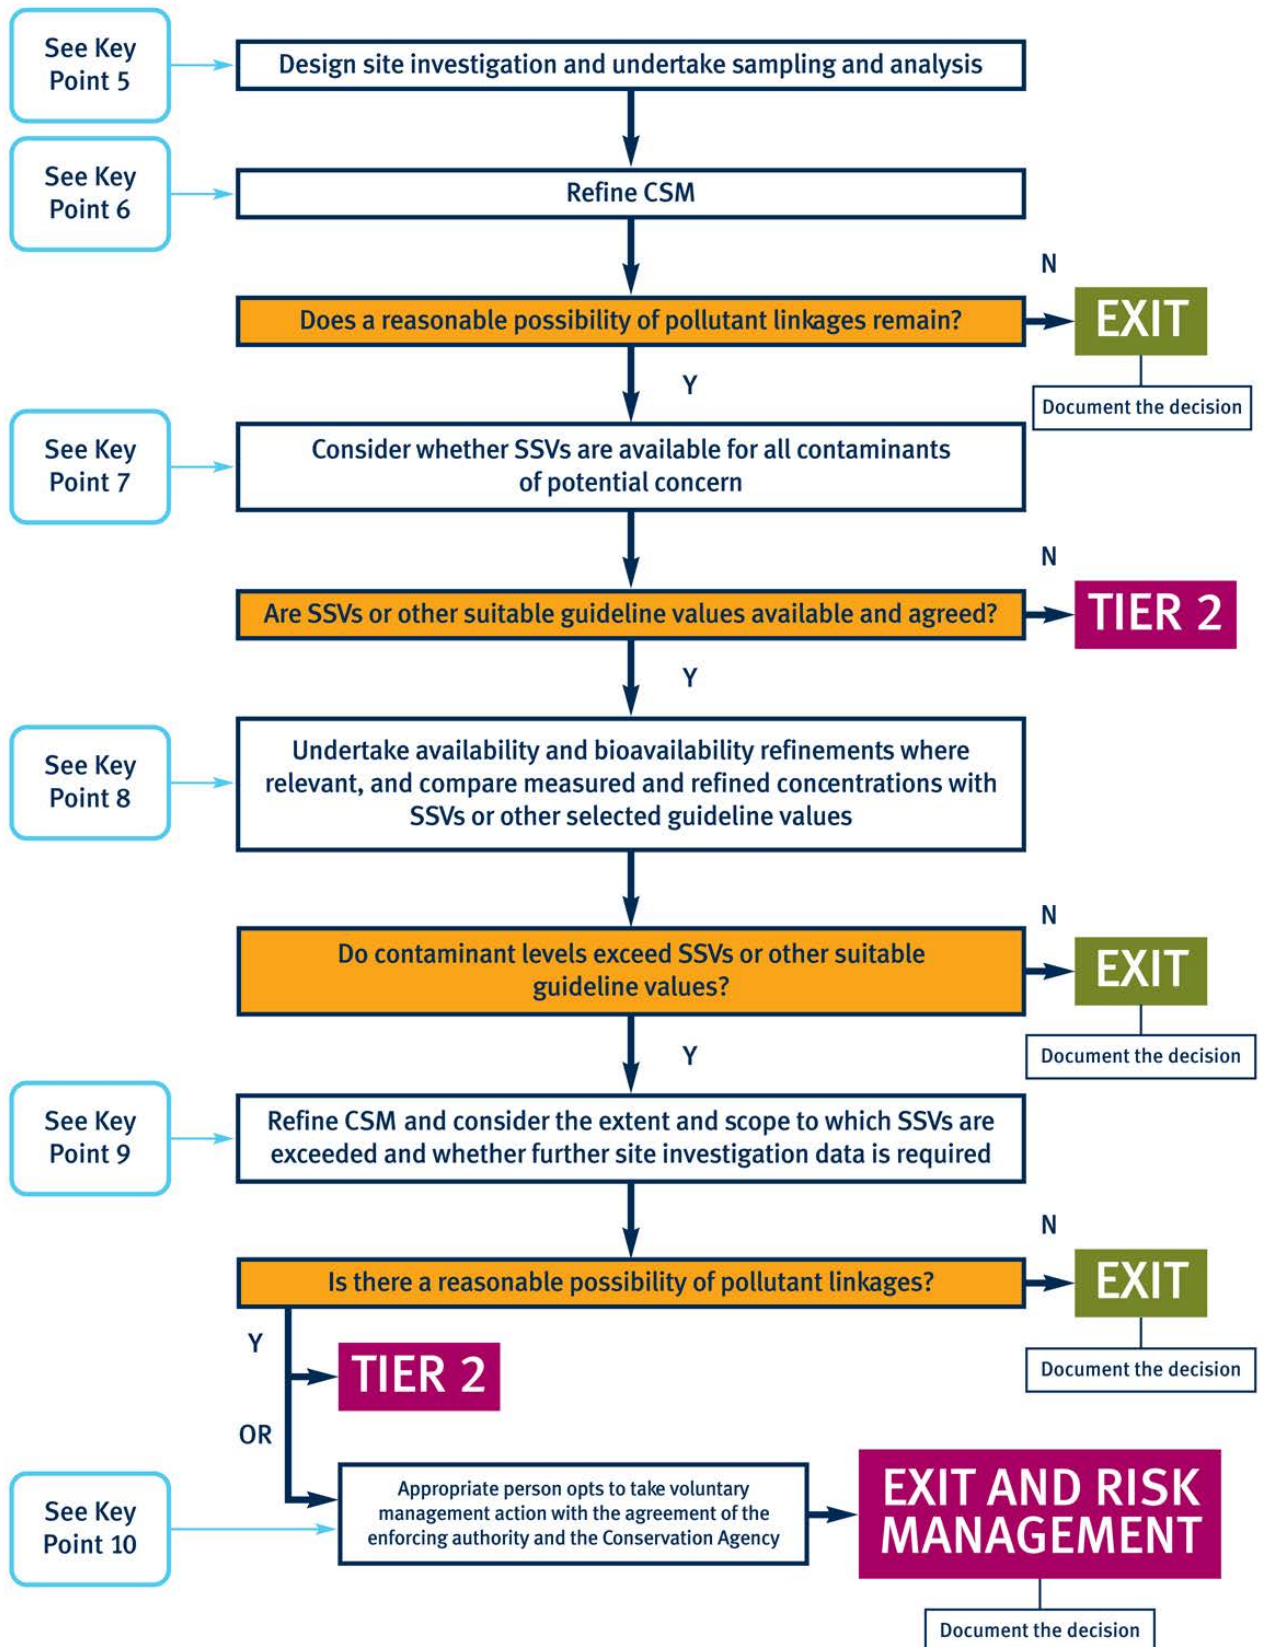 See Key
Point 5
Design site investigation and undertake sampling and analysis
See Key
Point 6
Refine CSM
N
Does a reasonable possibility of pollutant linkages remain?
EXIT
Y
Document the decision
See Key
Point 7
Consider whether SSVs are available for all contaminants
of potential concern
N
Are SSVs or other suitable guideline values available and agreed?
TIER 2
Y
See Key
Point 8
Undertake availability and bioavailability refinements where
relevant, and compare measured and refined concentrations with
SSVs or other selected guideline values
N
Do contaminant levels exceed SSVs or other suitable
guideline values?
EXIT
Y
Document the decision
See Key
Point 9
Refine CSM and consider the extent and scope to which SSVs are
exceeded and whether further site investigation data is required
N
Is there a reasonable possibility of pollutant linkages?
EXIT
Y
Document the decision
TIER 2
OR
See Key
Point 10
Appropriate person opts to take voluntary
management action with the agreement of the
enforcing authority and the Conservation Agency
EXIT AND RISK
MANAGEMENT
Document the decision